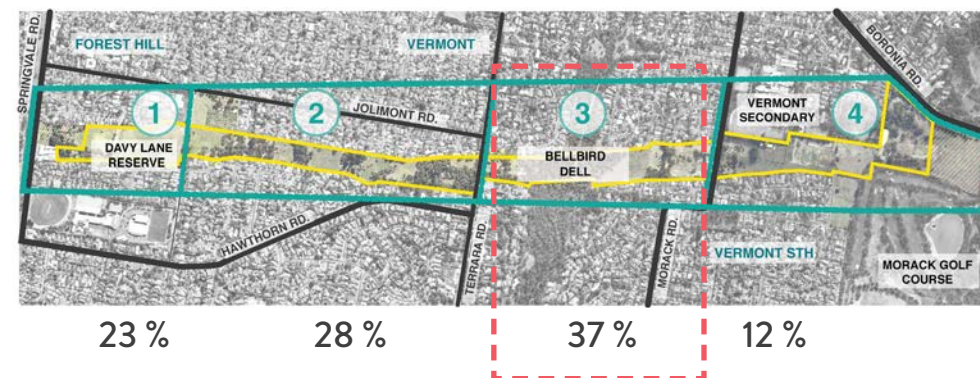 SPRINGVALE RD.
FOREST HILL
VERMONT
BORONIA RD.
1
2
3
4
JOLIMONT RD.
VERMONT
SECONDARY
DAVY LANE
RESERVE
BELLBIRD
DELL
HAWTHORN RD.
TERRARA RD.
MORACK RD.
VERMONT STH
MORACK GOLF
COURSE
23 %
28 %
37 %
12 %